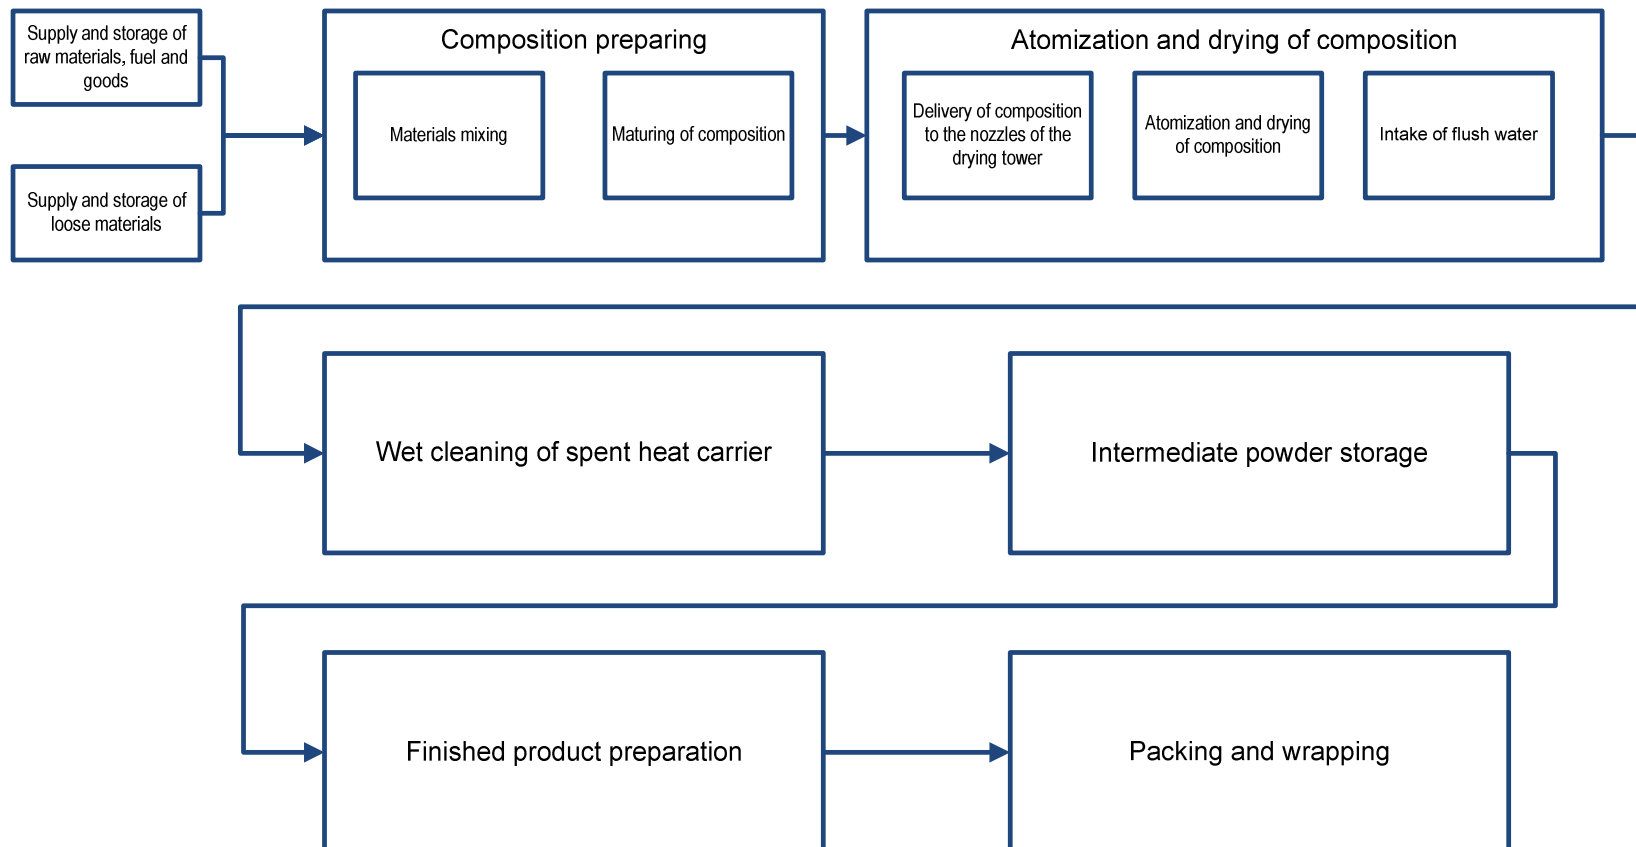 Supply and storage of
raw materials, fuel and
goods
Supply and storage of
loose materials
Composition preparing
Materials mixing
Maturing of composition
Atomization and drying of composition
Delivery of composition
to the nozzles of the
drying tower
Atomization and drying
of composition
Intake of flush water
Wet cleaning of spent heat carrier
Intermediate powder storage
Finished product preparation
Packing and wrapping